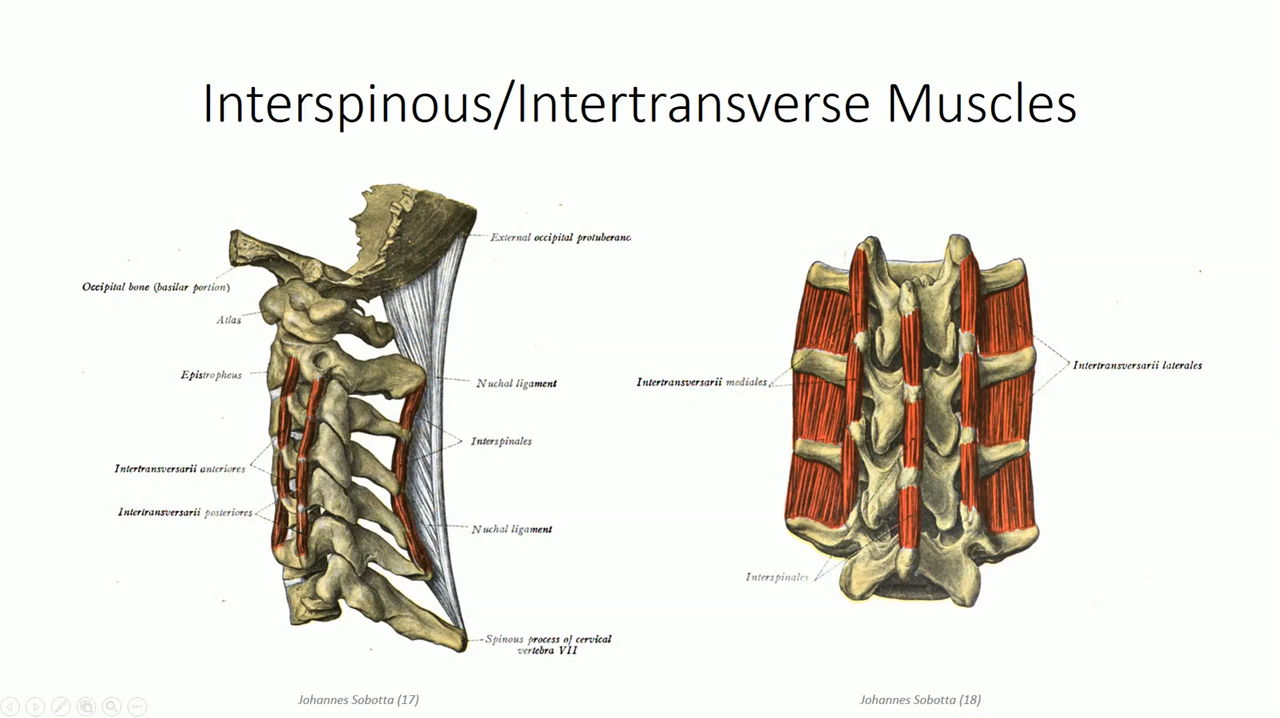 Interspinous/Intertransverse Muscles
External occipital protuberanc
Occipital bone (basilar portion)
Atlas
Epistropheus
Nuchal ligament
Interspinales
Intertransversarii anteriores
Intertransversarii posteriores
Nuchal ligament
Spinous process of cervical
vertebra VII
Intertransversarii laterales
Intertransversarii mediales
Interspinales
Johannes Sobotta (17)
Johannes Sobotta (18)